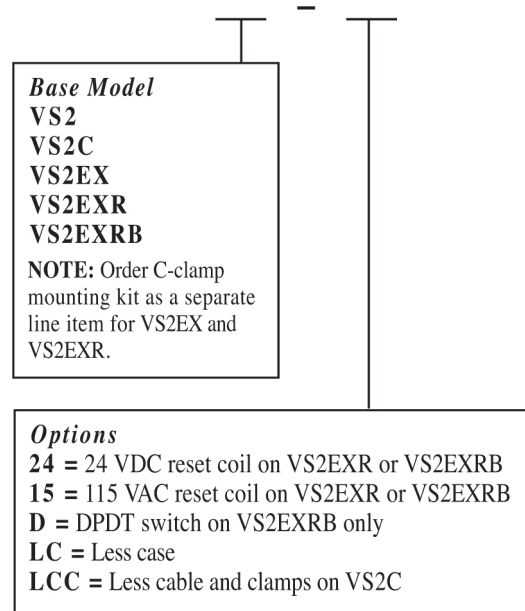 Base Model
VS2
VS2C
VS2EX
VS2EXR
VS2EXRB
NOTE: Order C-clamp
mounting kit as a separate
line item for VS2EX and
VS2EXR.
Options
24 = 24 VDC reset coil on VS2EXR or VS2EXRB
15 = 115 VAC reset coil on VS2EXR or VS2EXRB
D = DPDT switch on VS2EXRB only
LC = Less case
LCC = Less cable and clamps on VS2C